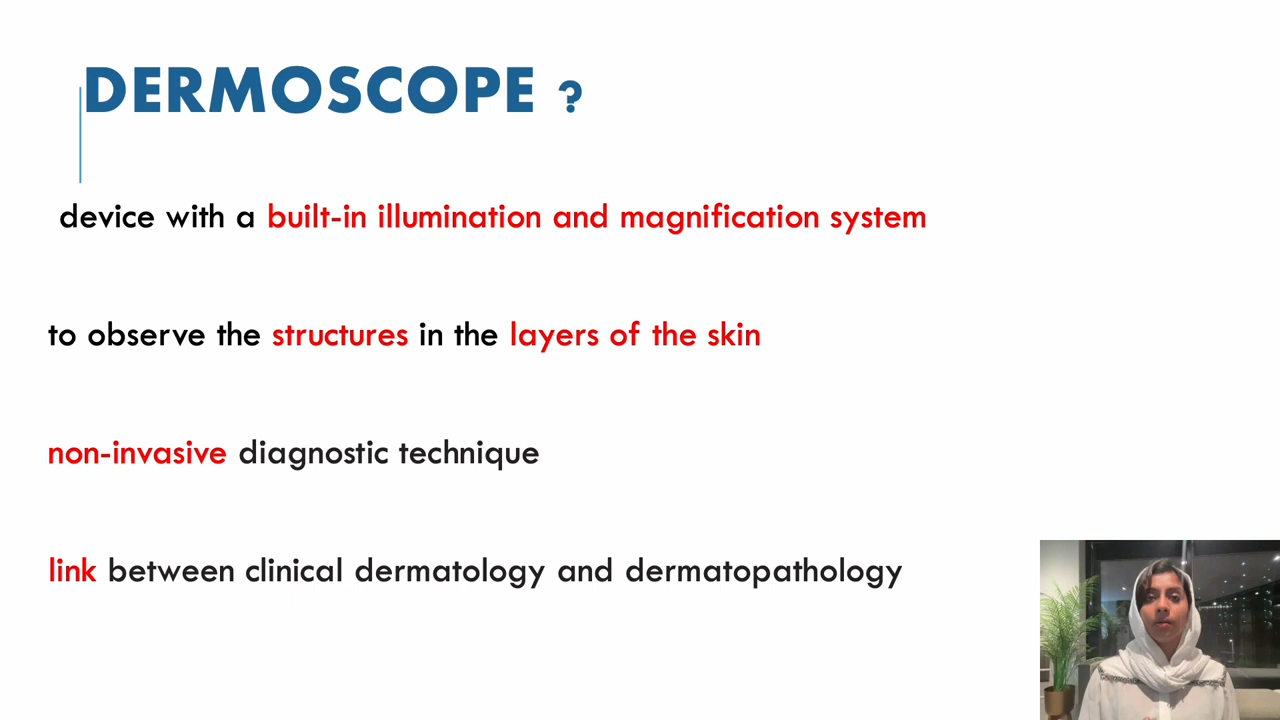 DERMOSCOPE ?
device with a built-in illumination and magnification system
to observe the structures in the layers of the skin
non-invasive diagnostic technique
link between clinical dermatology and dermatopathology